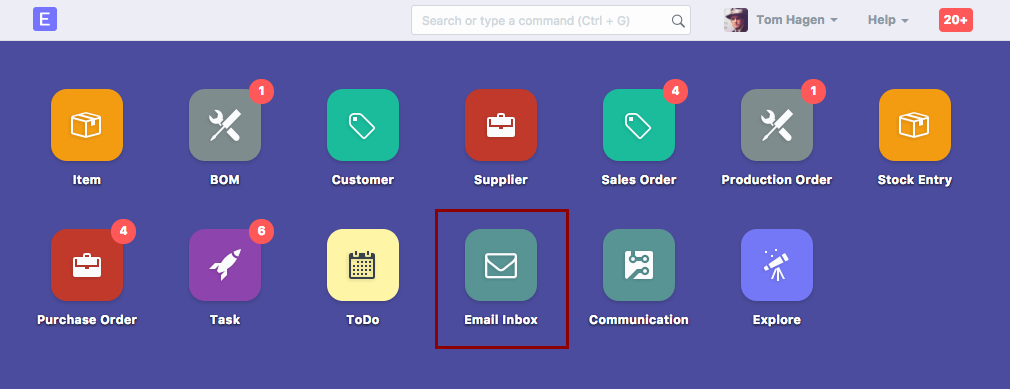 E
Search or type a command (Ctrl + G)
Tom Hagen
Help
20+
1
4
1
Item
BOM
Customer
Supplier
Sales Order
Production Order
Stock Entry
4
6
Purchase Order
Task
ToDo
Email Inbox
Communication
Explore